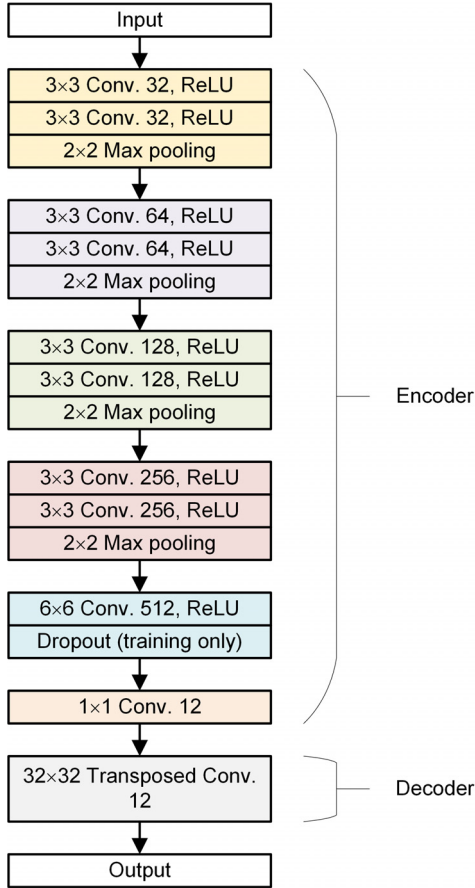 Input
3×3 Conv. 32, ReLU
3×3 Conv. 32, ReLU
2×2 Max pooling
3×3 Conv. 64, ReLU
3×3 Conv. 64, ReLU
2×2 Max pooling
3×3 Conv. 128, ReLU
3×3 Conv. 128, ReLU
2×2 Max pooling
Encoder
3×3 Conv. 256, ReLU
3×3 Conv. 256, ReLU
2×2 Max pooling
6×6 Conv. 512, ReLU
Dropout (training only)
1×1 Conv. 12
32×32 Transposed Conv.
12
Decoder
Output